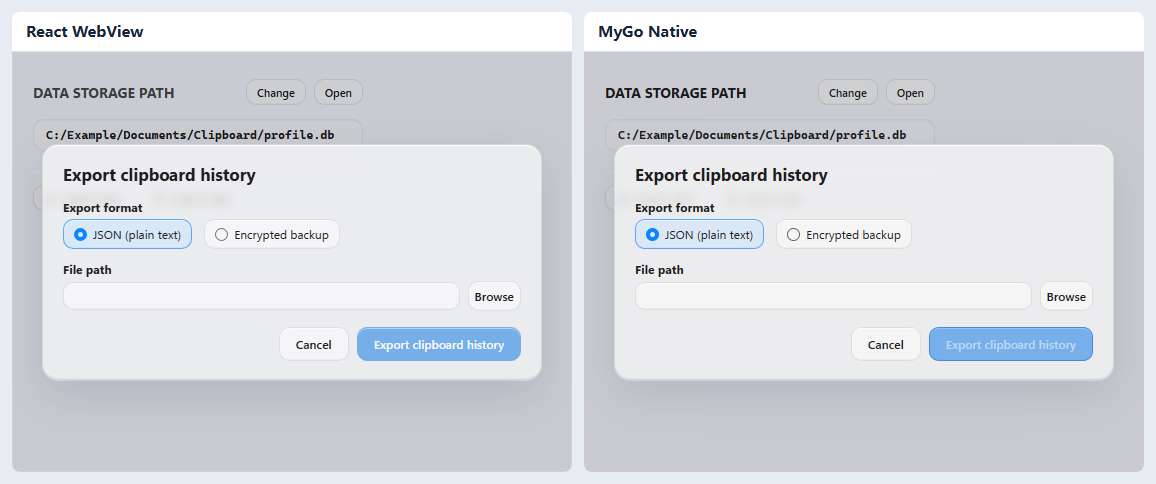 React WebView
DATA STORAGE PATH
Change
Open
C:/Example/Documents/Clipboard/profile.db
Export clipboard history
Export format
JSON (plain text)
Encrypted backup
File path
Browse
Cancel
Export clipboard history
MyGo Native
DATA STORAGE PATH
Change
Open
C:/Example/Documents/Clipboard/profile.db
Export clipboard history
Export format
JSON (plain text)
Encrypted backup
File path
Browse
Cancel
Export clipboard history